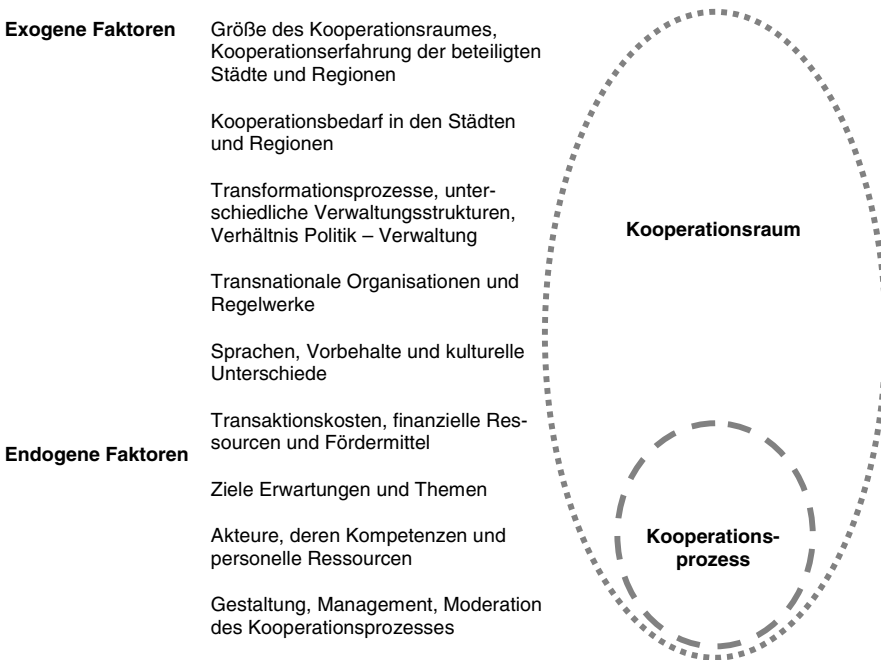 Exogene Faktoren
Größe des Kooperationsraumes,
Kooperationserfahrung der beteiligten
Städte und Regionen
Kooperationsbedarf in den Städten
und Regionen
Transformationsprozesse, unter-
schiedliche Verwaltungsstrukturen,
Verhältnis Politik – Verwaltung
Kooperationsraum
Transnationale Organisationen und
Regelwerke
Sprachen, Vorbehalte und kulturelle
Unterschiede
Transaktionskosten, finanzielle Res-
sourcen und Fördermittel
Endogene Faktoren
Ziele Erwartungen und Themen
Akteure, deren Kompetenzen und
personelle Ressourcen
Kooperations-
prozess
Gestaltung, Management, Moderation
des Kooperationsprozesses